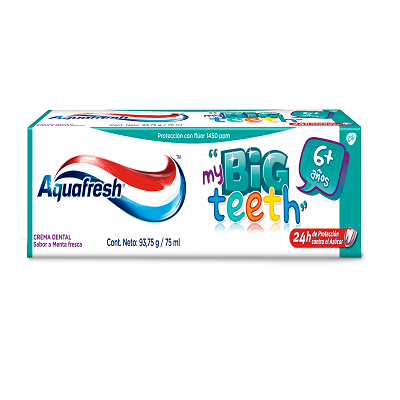 Protección con flúor 1450 ppm
Aquafresh®
TM
CREMA DENTAL
Sabor a Menta fresca
Cont. Neto: 93,75 g / 75 ml
"my BiG
teeth"
6+
años
24h de Protección
contra el Azúcar